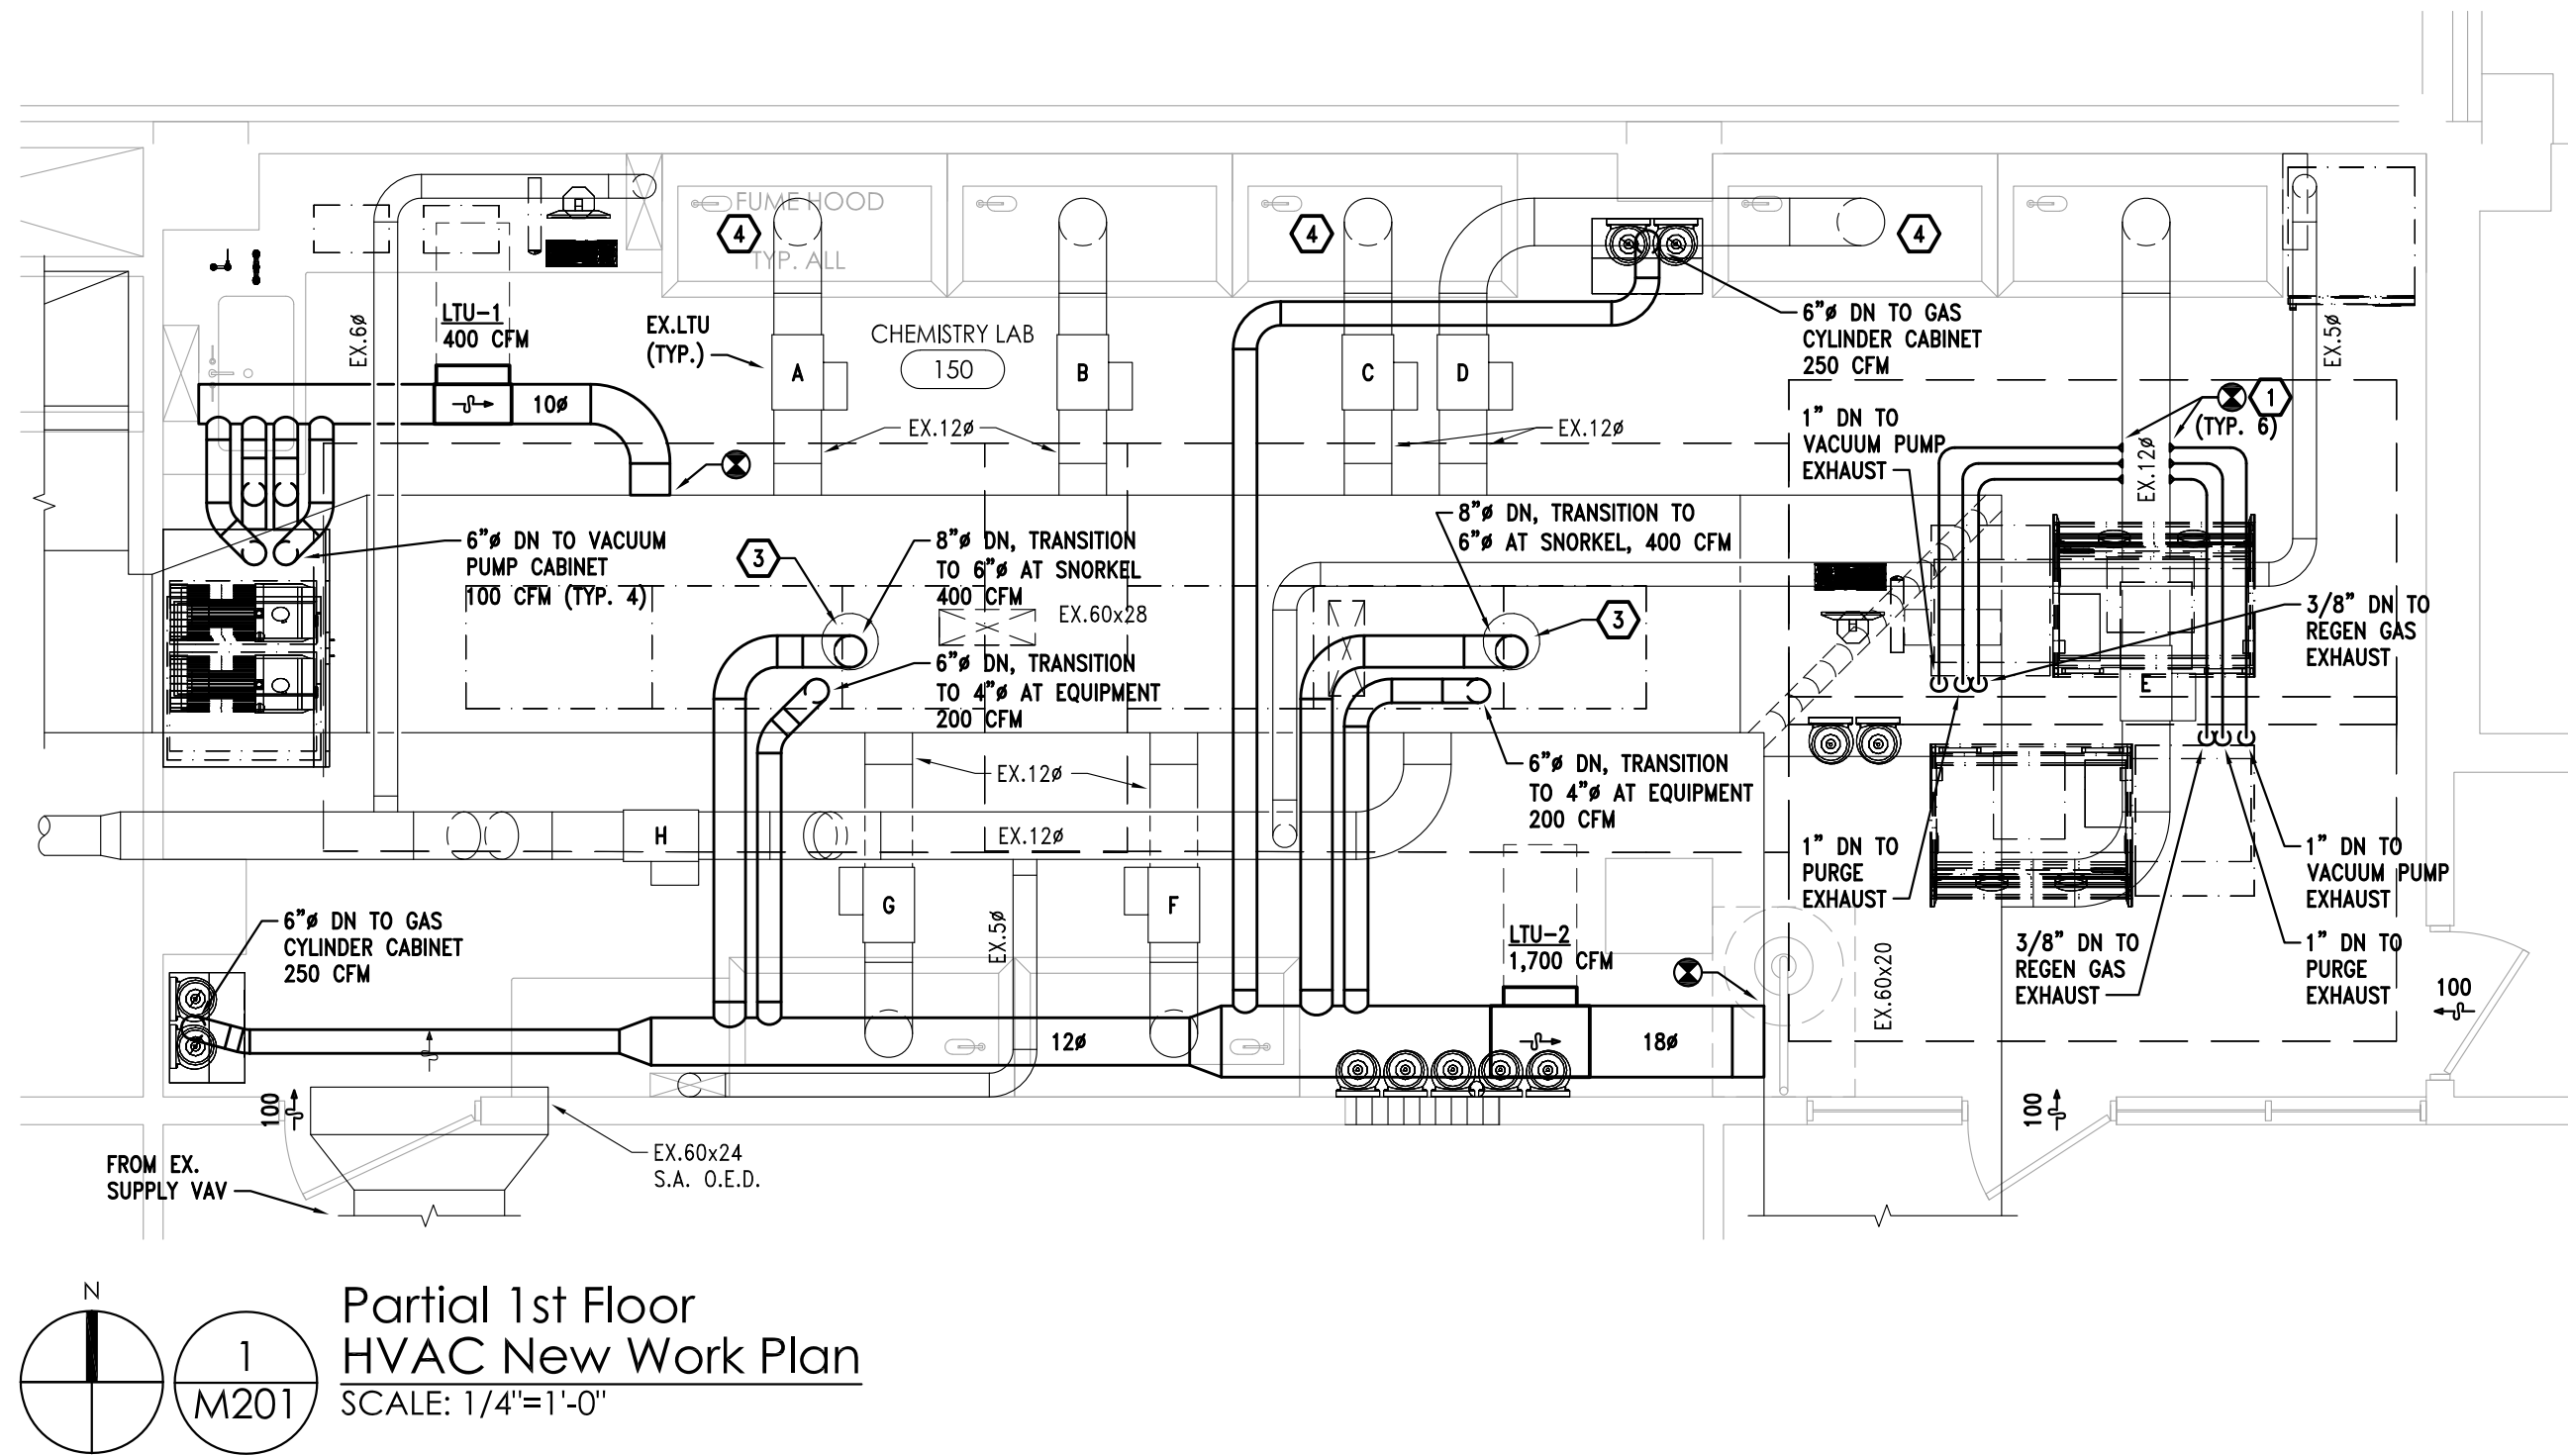 FUME HOOD
TYP. ALL
4
4
4
LTU-1
400 CFM
EX.6ø
EX.LTU
(TYP.)
CHEMISTRY LAB
150
A
B
C
D
6"ø DN TO GAS
CYLINDER CABINET
250 CFM
EX.5ø
10ø
EX.12ø
EX.12ø
1" DN TO
VACUUM PUMP
EXHAUST
1
(TYP. 6)
EX.12ø
6"ø DN TO VACUUM
PUMP CABINET
100 CFM (TYP. 4)
3
8"ø DN, TRANSITION
TO 6"ø AT SNORKEL
400 CFM
EX.60x28
6"ø DN, TRANSITION
TO 4"ø AT EQUIPMENT
200 CFM
8"ø DN, TRANSITION TO
6"ø AT SNORKEL, 400 CFM
3
3/8" DN TO
REGEN GAS
EXHAUST
E
EX.12ø
EX.12ø
H
G
F
EX.5ø
6"ø DN, TRANSITION
TO 4"ø AT EQUIPMENT
200 CFM
1" DN TO
PURGE
EXHAUST
1" DN TO
VACUUM PUMP
EXHAUST
6"ø DN TO GAS
CYLINDER CABINET
250 CFM
LTU-2
1,700 CFM
EX.60x20
3/8" DN TO
REGEN GAS
EXHAUST
1" DN TO
PURGE
EXHAUST
100
12ø
18ø
100
100
FROM EX.
SUPPLY VAV
EX.60x24
S.A. O.E.D.
N
1
M201
Partial 1st Floor
HVAC New Work Plan
SCALE: 1/4"=1'-0"